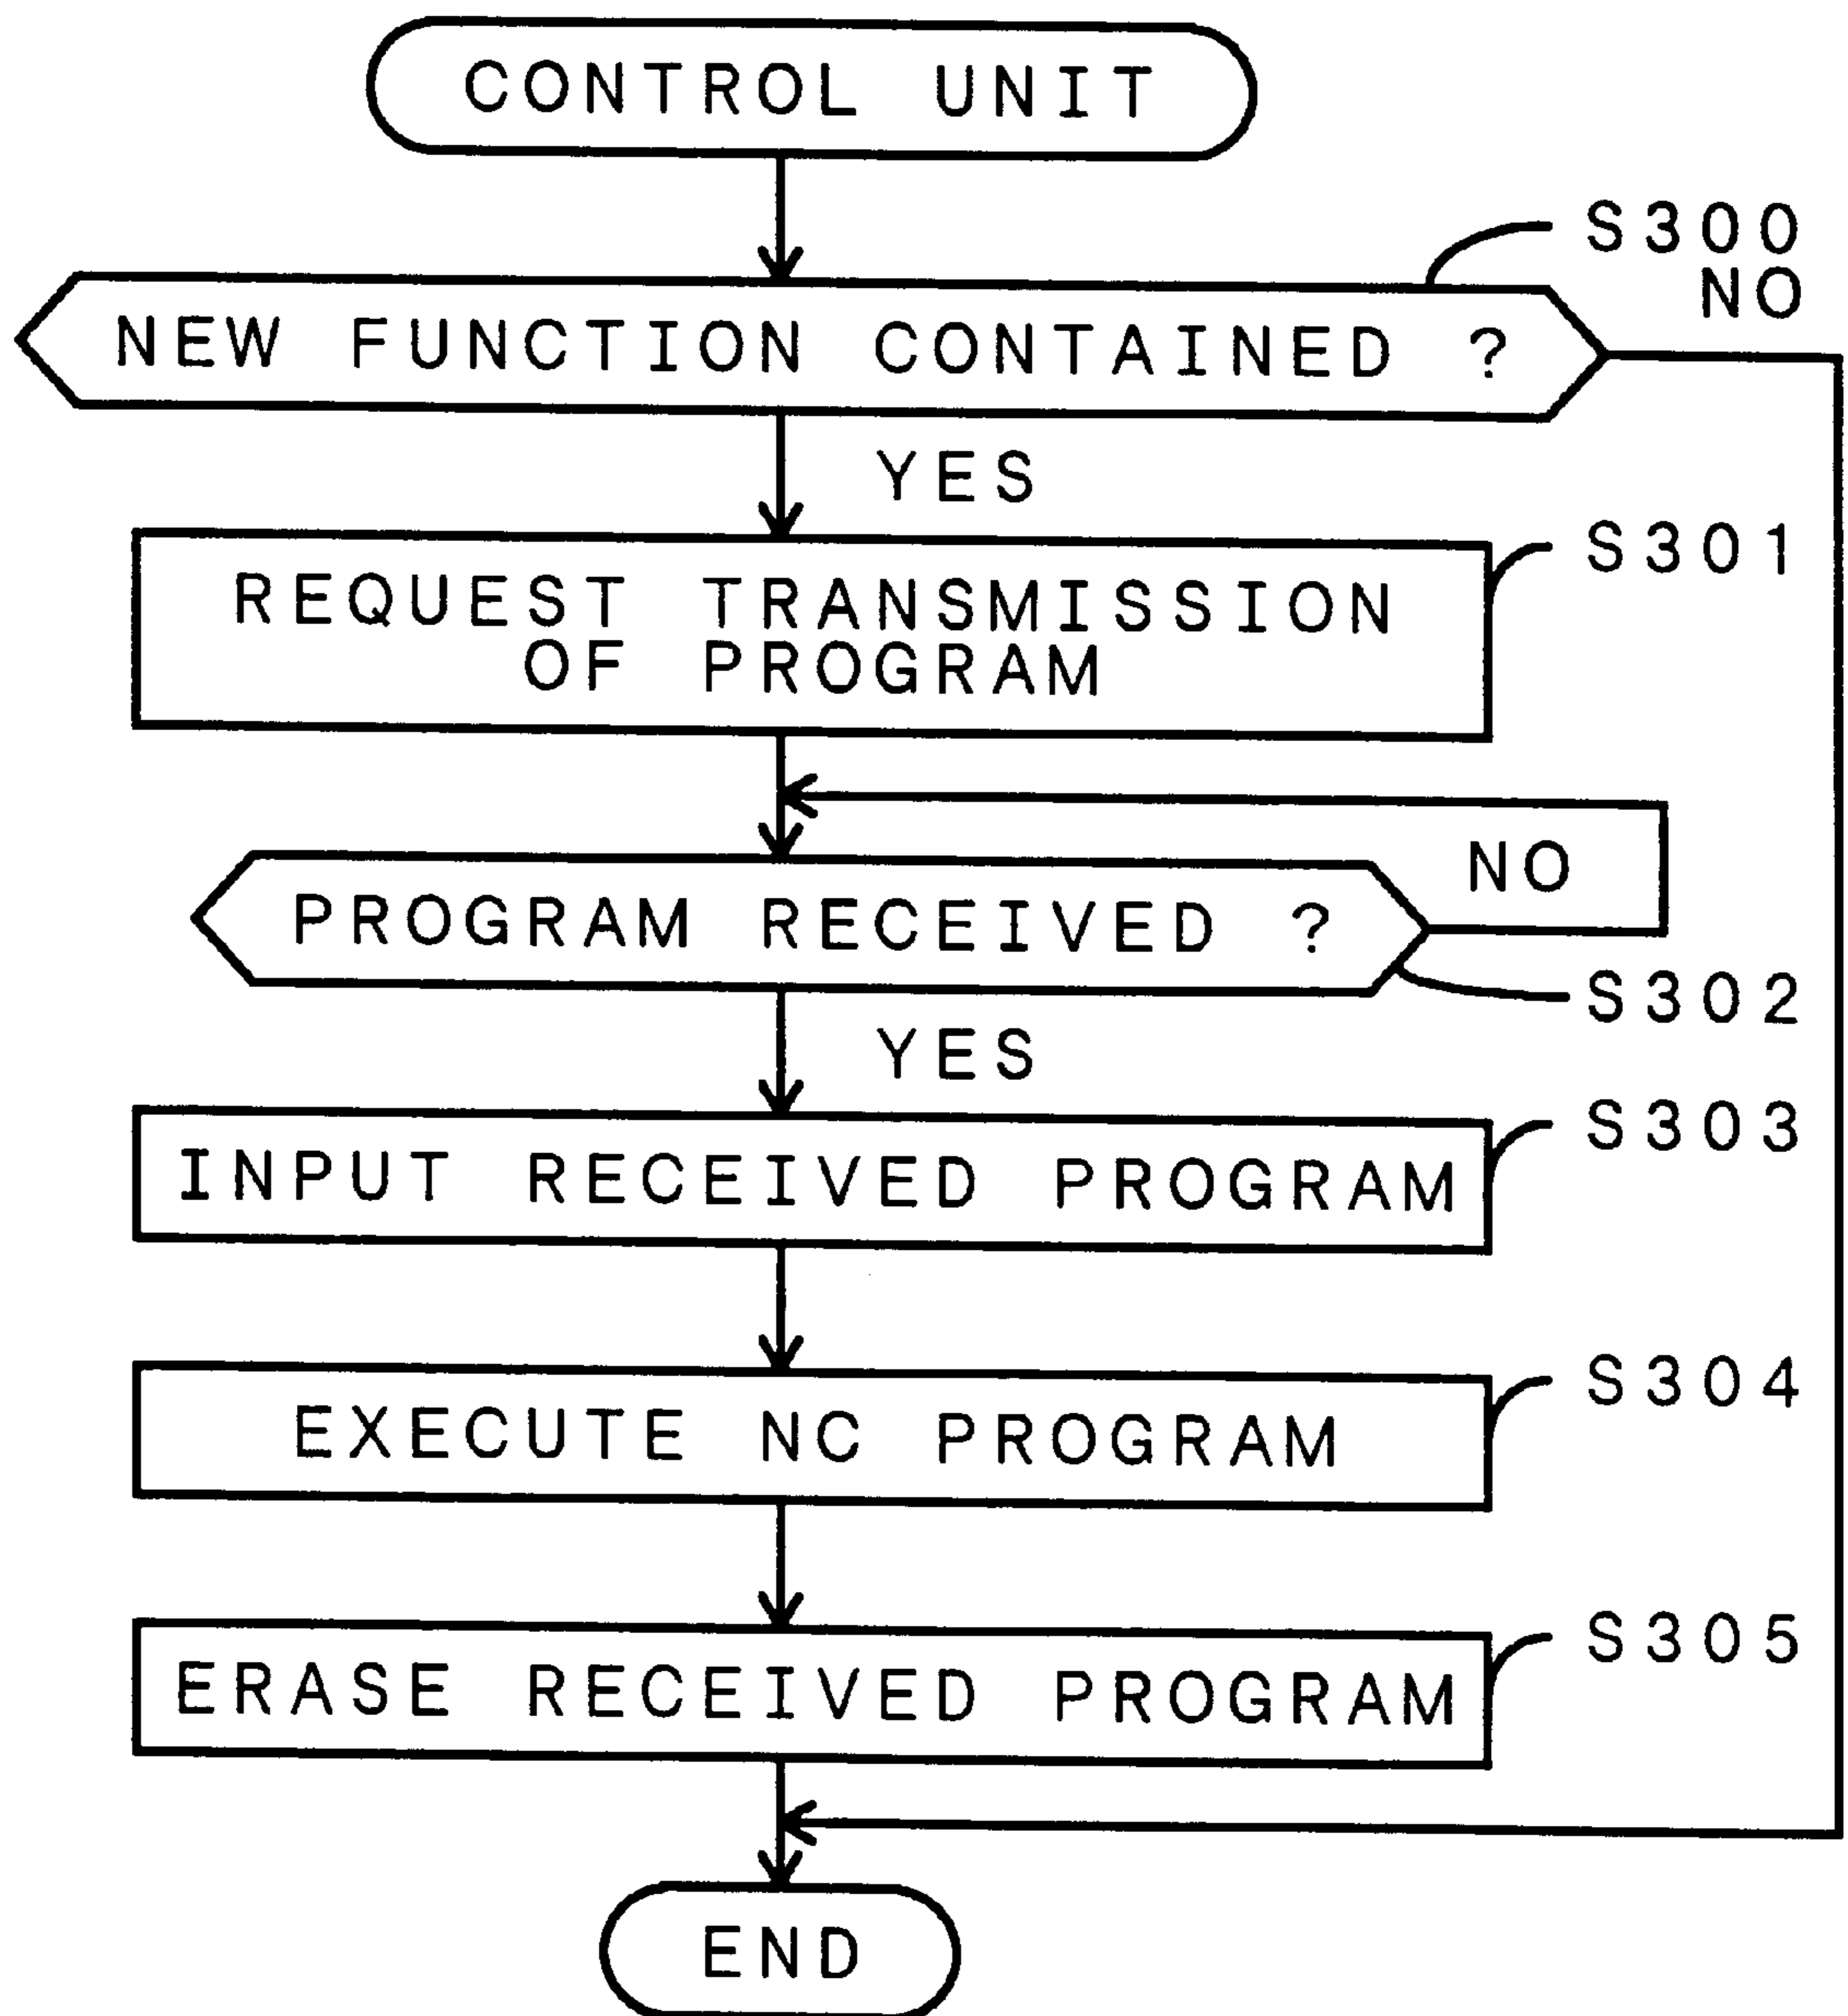 CONTROL UNIT
S300
NO
NEW FUNCTION CONTAINED ?
YES
S301
REQUEST TRANSMISSION
OF PROGRAM
NO
PROGRAM RECEIVED ?
S302
YES
S303
INPUT RECEIVED PROGRAM
S304
EXECUTE NC PROGRAM
S305
ERASE RECEIVED PROGRAM
END